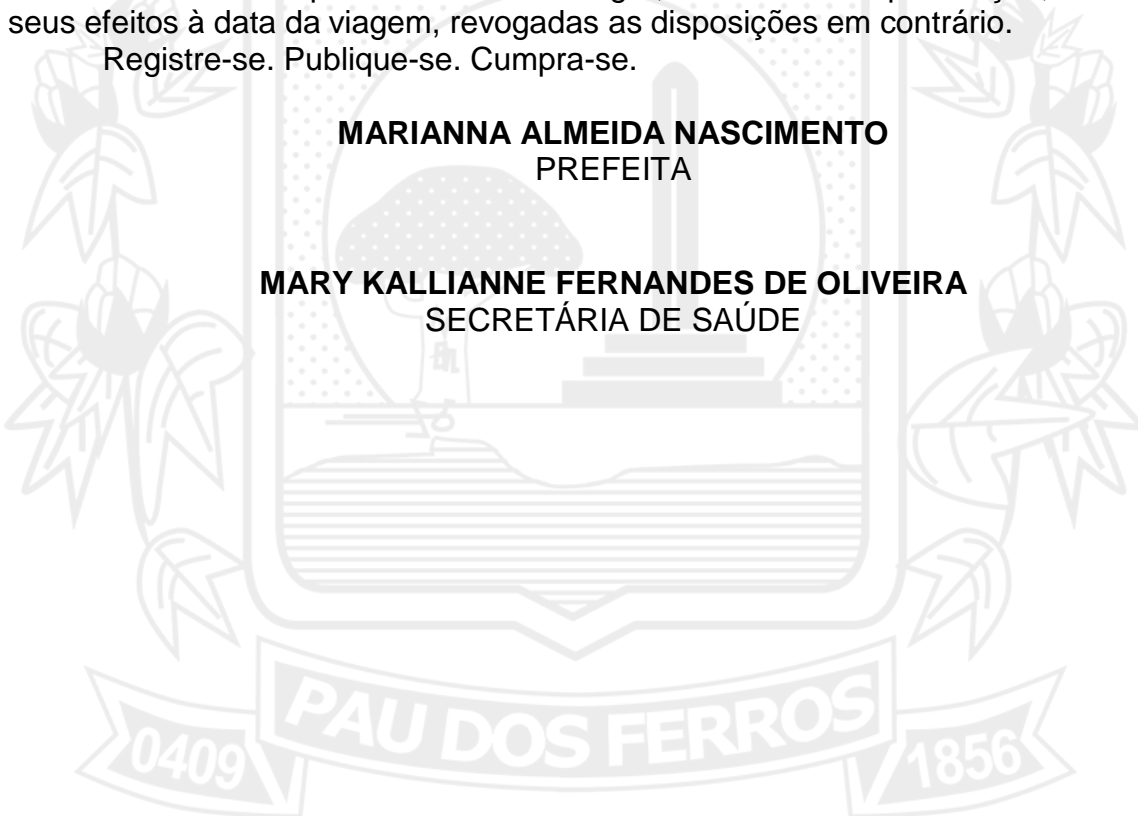 seus efeitos à data da viagem, revogadas as disposições em contrário.
Registre-se. Publique-se. Cumpra-se.
MARIANNA ALMEIDA NASCIMENTO
PREFEITA
MARY KALLIANNE FERNANDES DE OLIVEIRA
SECRETÁRIA DE SAÚDE
PAU DOS FERROS
0409
1856